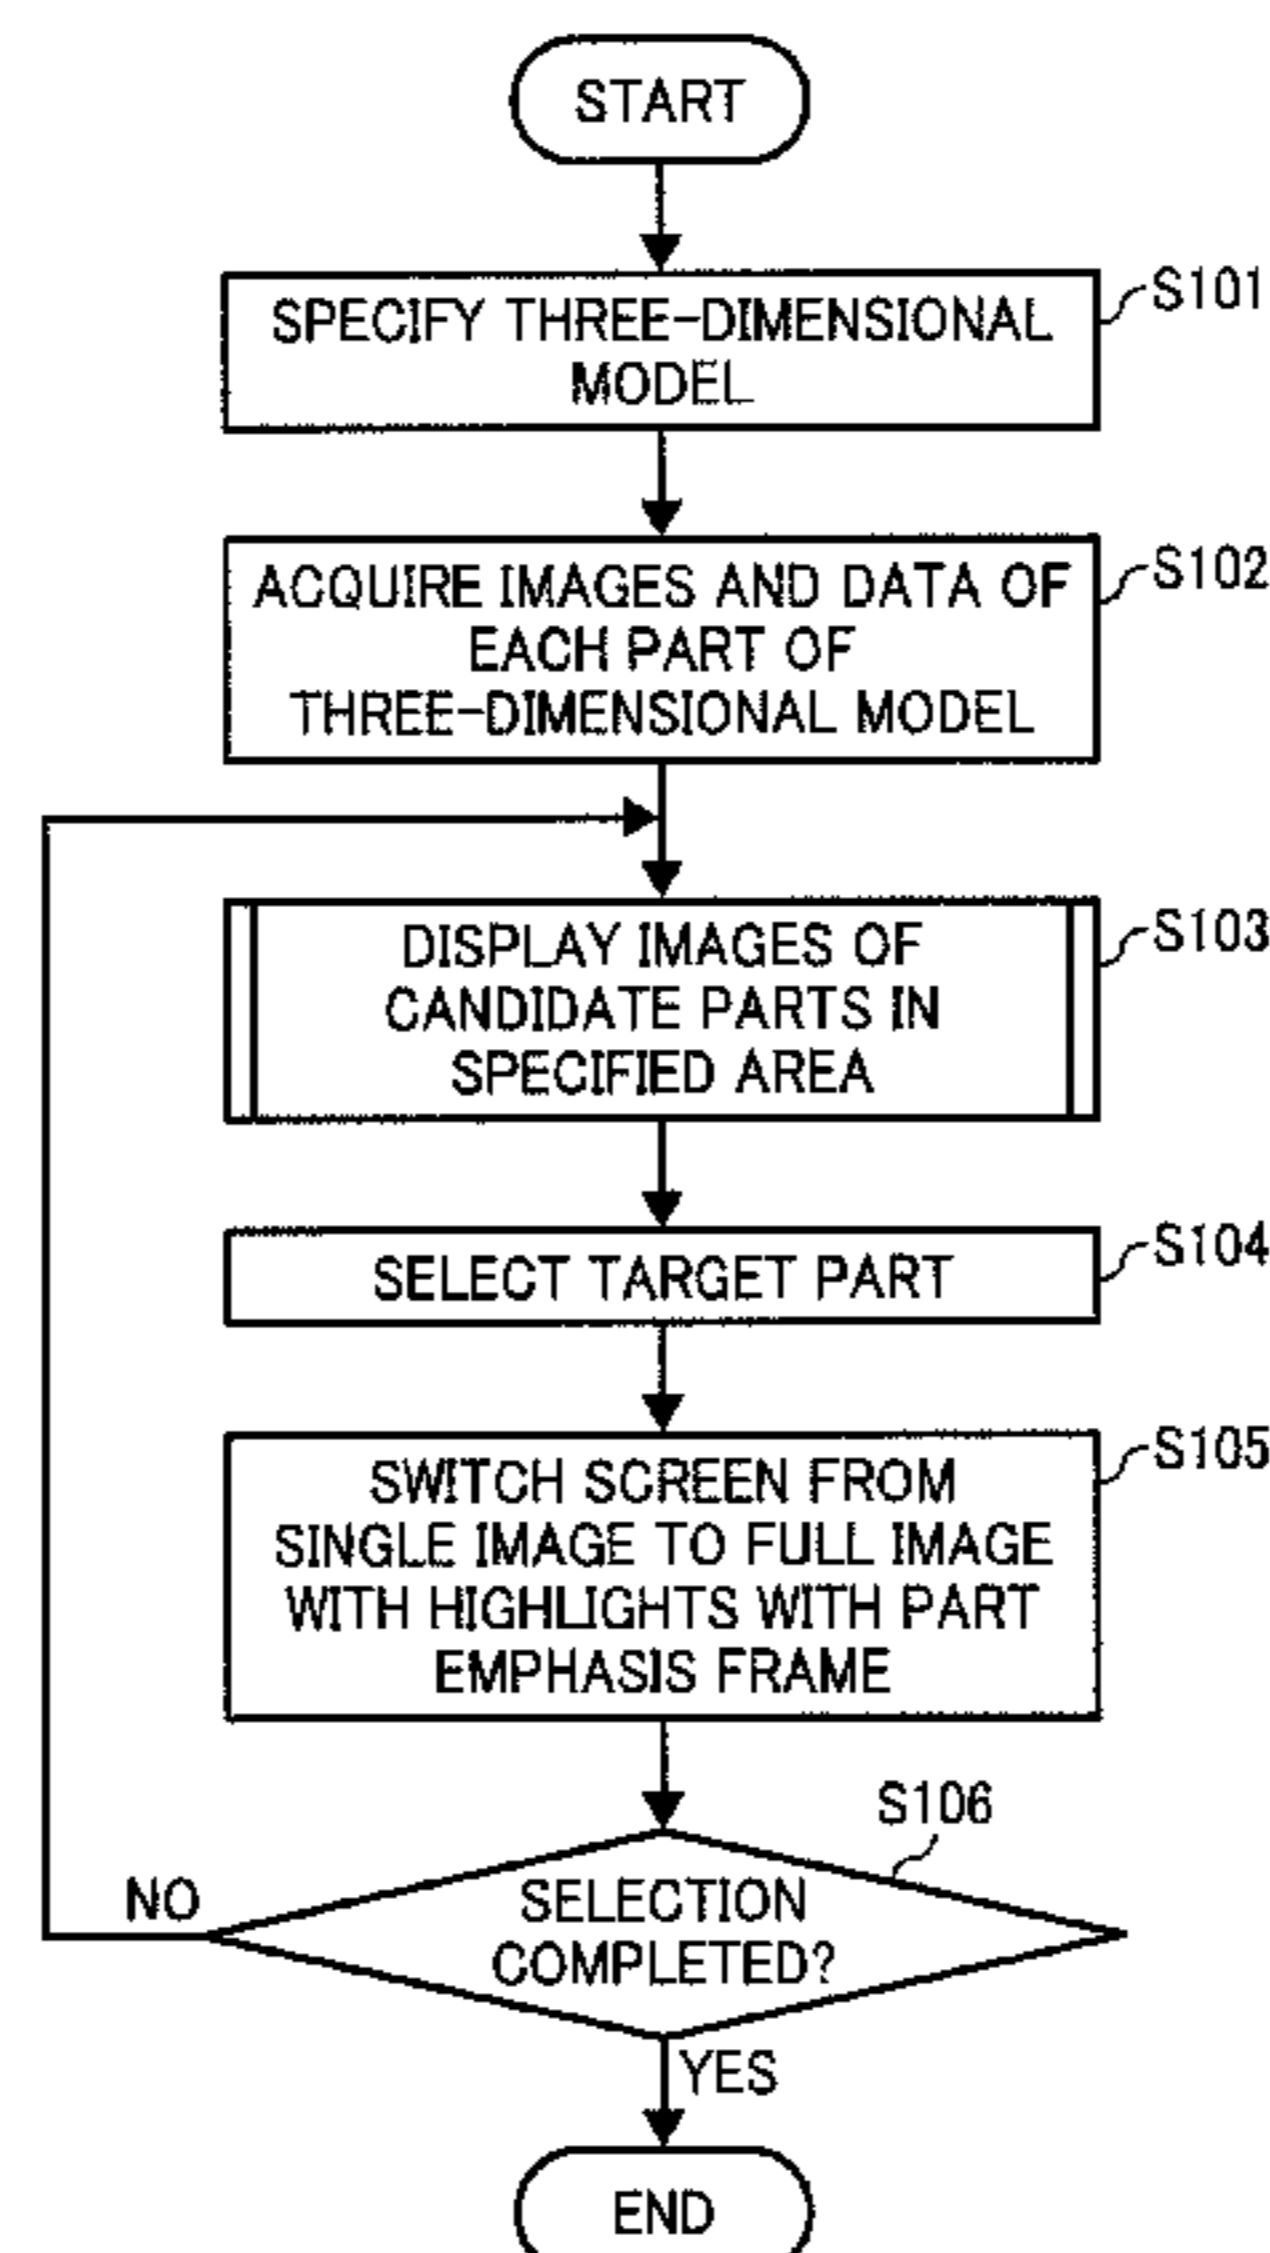 START
S101
SPECIFY THREE-DIMENSIONAL
MODEL
S102
ACQUIRE IMAGES AND DATA OF
EACH PART OF
THREE-DIMENSIONAL MODEL
S103
DISPLAY IMAGES OF
CANDIDATE PARTS IN
SPECIFIED AREA
S104
SELECT TARGET PART
S105
SWITCH SCREEN FROM
SINGLE IMAGE TO FULL IMAGE
WITH HIGHLIGHTS WITH PART
EMPHASIS FRAME
S106
SELECTION
COMPLETED?
NO
YES
END